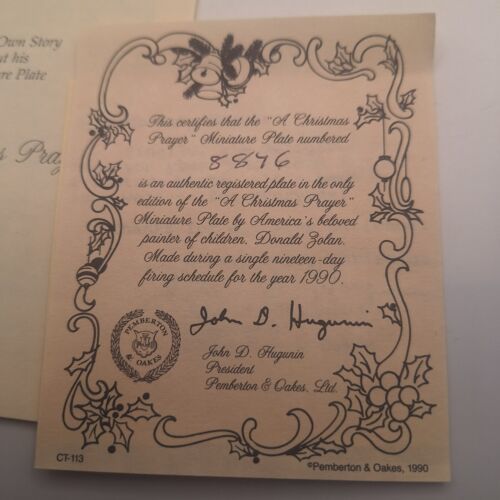 Own Story
his
Plate
This certifies that the "A Christmas
Prayer" Miniature Plate numbered
8846
is an authentic registered plate in the only
edition of the "A Christmas Prayer"
Miniature Plate by America's beloved
painter of children, Donald Zolan.
Made during a single nineteen-day
firing schedule for the year 1990.
PEMBERTON
& OAKES
John D. Hugunin
John D. Hugunin
President
Pemberton & Oakes, Ltd.
CT-113
©Pemberton & Oakes, 1990